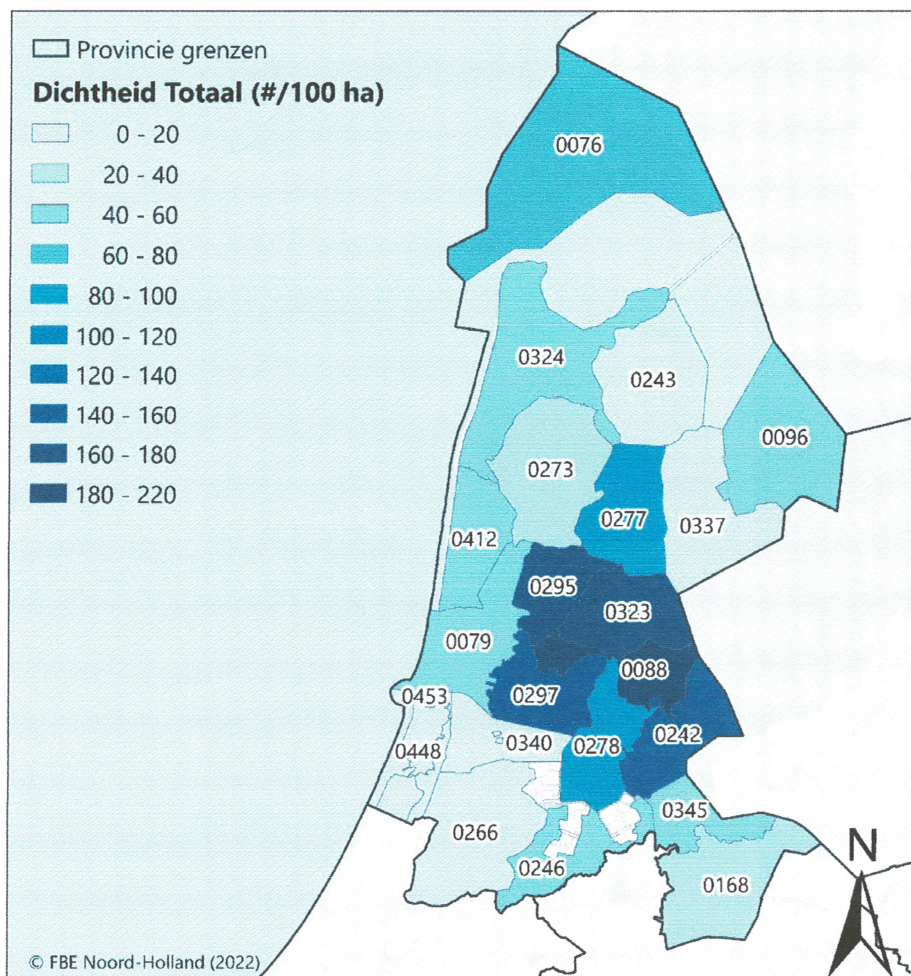 Provincie grenzen
Dichtheid Totaal (#/100 ha)
0 - 20
20 - 40
40 - 60
60 - 80
80 - 100
100 - 120
120 - 140
140 - 160
160 - 180
180 - 220
0076
0324
0243
0096
0273
0277
0337
0412
0295
0323
0079
0088
0453
0297
0242
0448
0340
0278
0345
0266
0246
0168
N
© FBE Noord-Holland (2022)